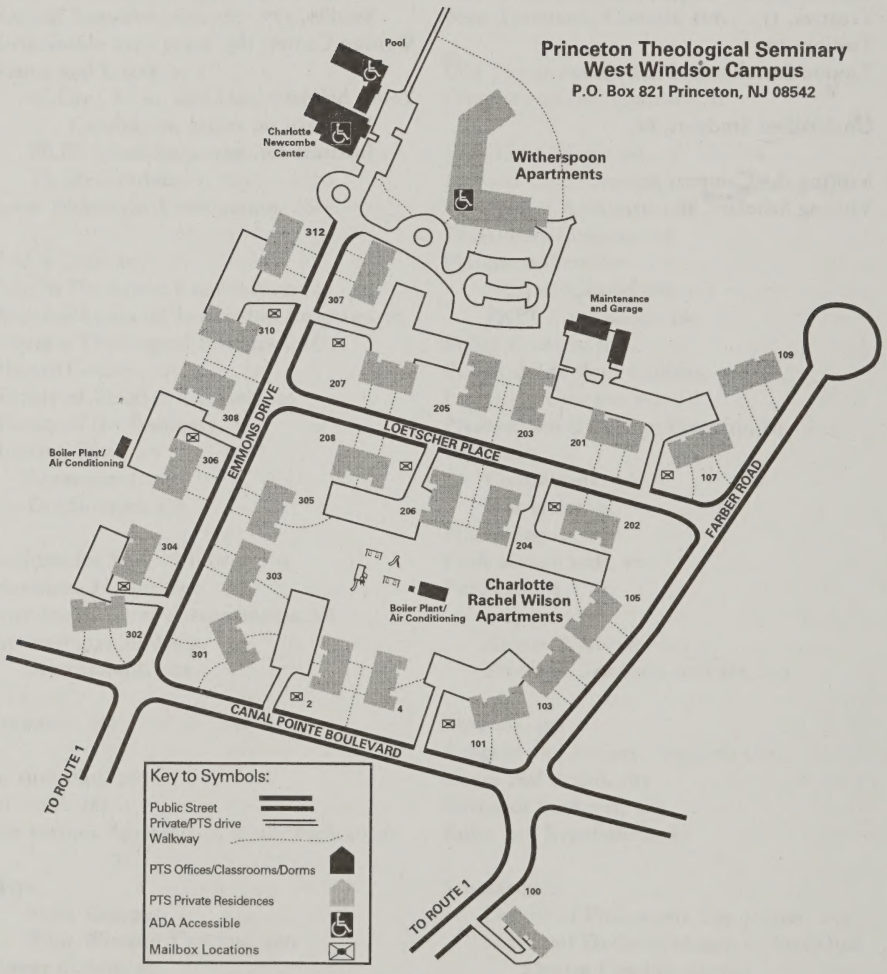 Princeton Theological Seminary
West Windsor Campus
P.O. Box 821 Princeton, NJ 08542
Pool
Charlotte
Newcombe
Center
Witherspoon
Apartments
312
307
310
Maintenance
and Garage
109
207
205
203
201
107
308
EMMONS DRIVE
LOETSCHER PLACE
FARBER ROAD
Boiler Plant/
Air Conditioning
306
208
206
305
204
202
304
303
Boiler Plant/
Air Conditioning
Charlotte
Rachel Wilson
Apartments
105
302
301
2
4
103
101
CANAL POINTE BOULEVARD
TO ROUTE 1
Key to Symbols:
Public Street
Private/PTS drive
Walkway
PTS Offices/Classrooms/Dorms
PTS Private Residences
ADA Accessible
Mailbox Locations
TO ROUTE 1
100